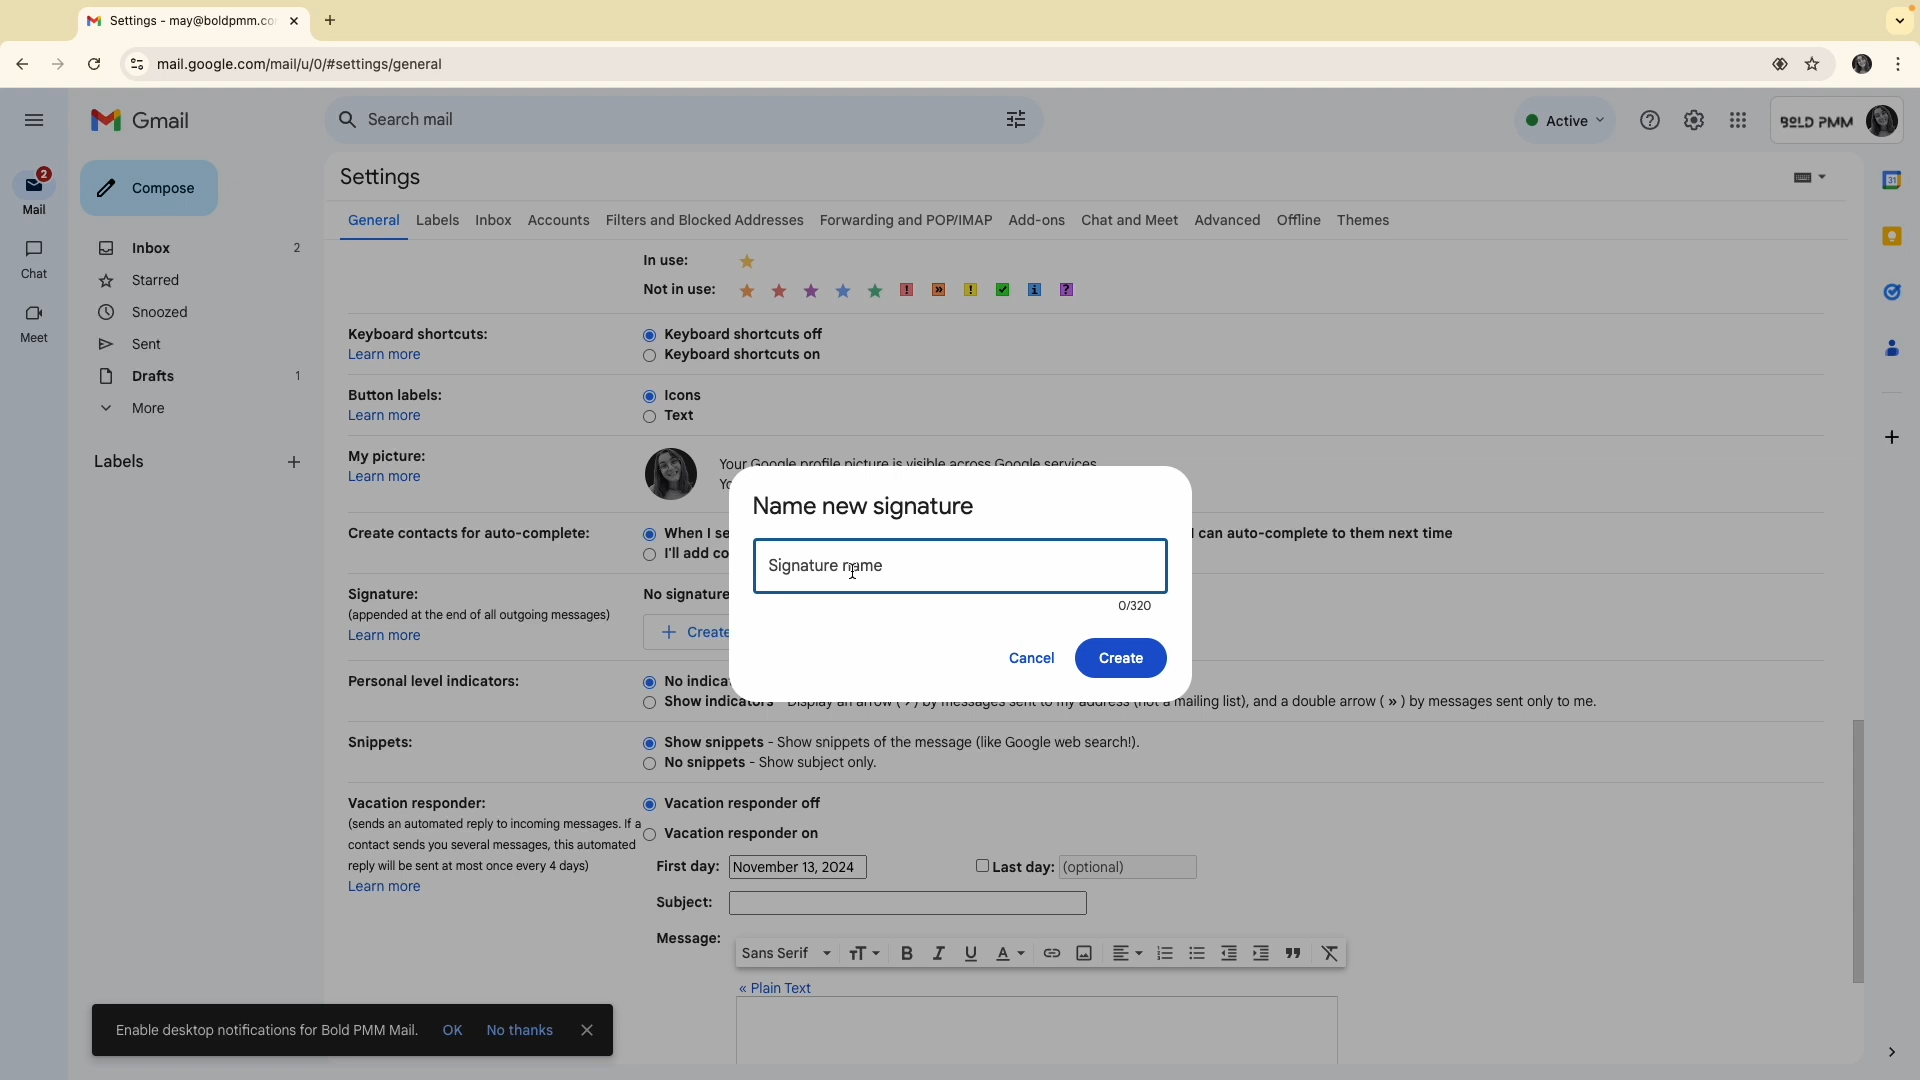 Settings - may@boldpmm.co
mail.google.com/mail/u/0/#settings/general
Gmail
Search mail
Active
BOLD PMM
2
Mail
Chat
Meet
Compose
Inbox 2
Starred
Snoozed
Sent
Drafts 1
More
Labels
Settings
General Labels Inbox Accounts Filters and Blocked Addresses Forwarding and POP/IMAP Add-ons Chat and Meet Advanced Offline Themes
In use:
Not in use: ! » ! i ?
Keyboard shortcuts: Keyboard shortcuts off
Learn more Keyboard shortcuts on
Button labels: Icons
Learn more Text
My picture: Your Google profile picture is visible across Google services
Learn more
Create contacts for auto-complete: When I se I can auto-complete to them next time
I'll add co
Signature: No signature
(appended at the end of all outgoing messages)
Learn more Create
Name new signature
Signature name
0/320
Cancel Create
Personal level indicators: No indica
Show indicators - Display an arrow ( › ) by messages sent to my address (not a mailing list), and a double arrow ( » ) by messages sent only to me.
Snippets: Show snippets - Show snippets of the message (like Google web search!).
No snippets - Show subject only.
Vacation responder: Vacation responder off
(sends an automated reply to incoming messages. If a
contact sends you several messages, this automated Vacation responder on
reply will be sent at most once every 4 days)
Learn more
First day: November 13, 2024 Last day: (optional)
Subject:
Message:
Sans Serif
« Plain Text
Enable desktop notifications for Bold PMM Mail. OK No thanks
31